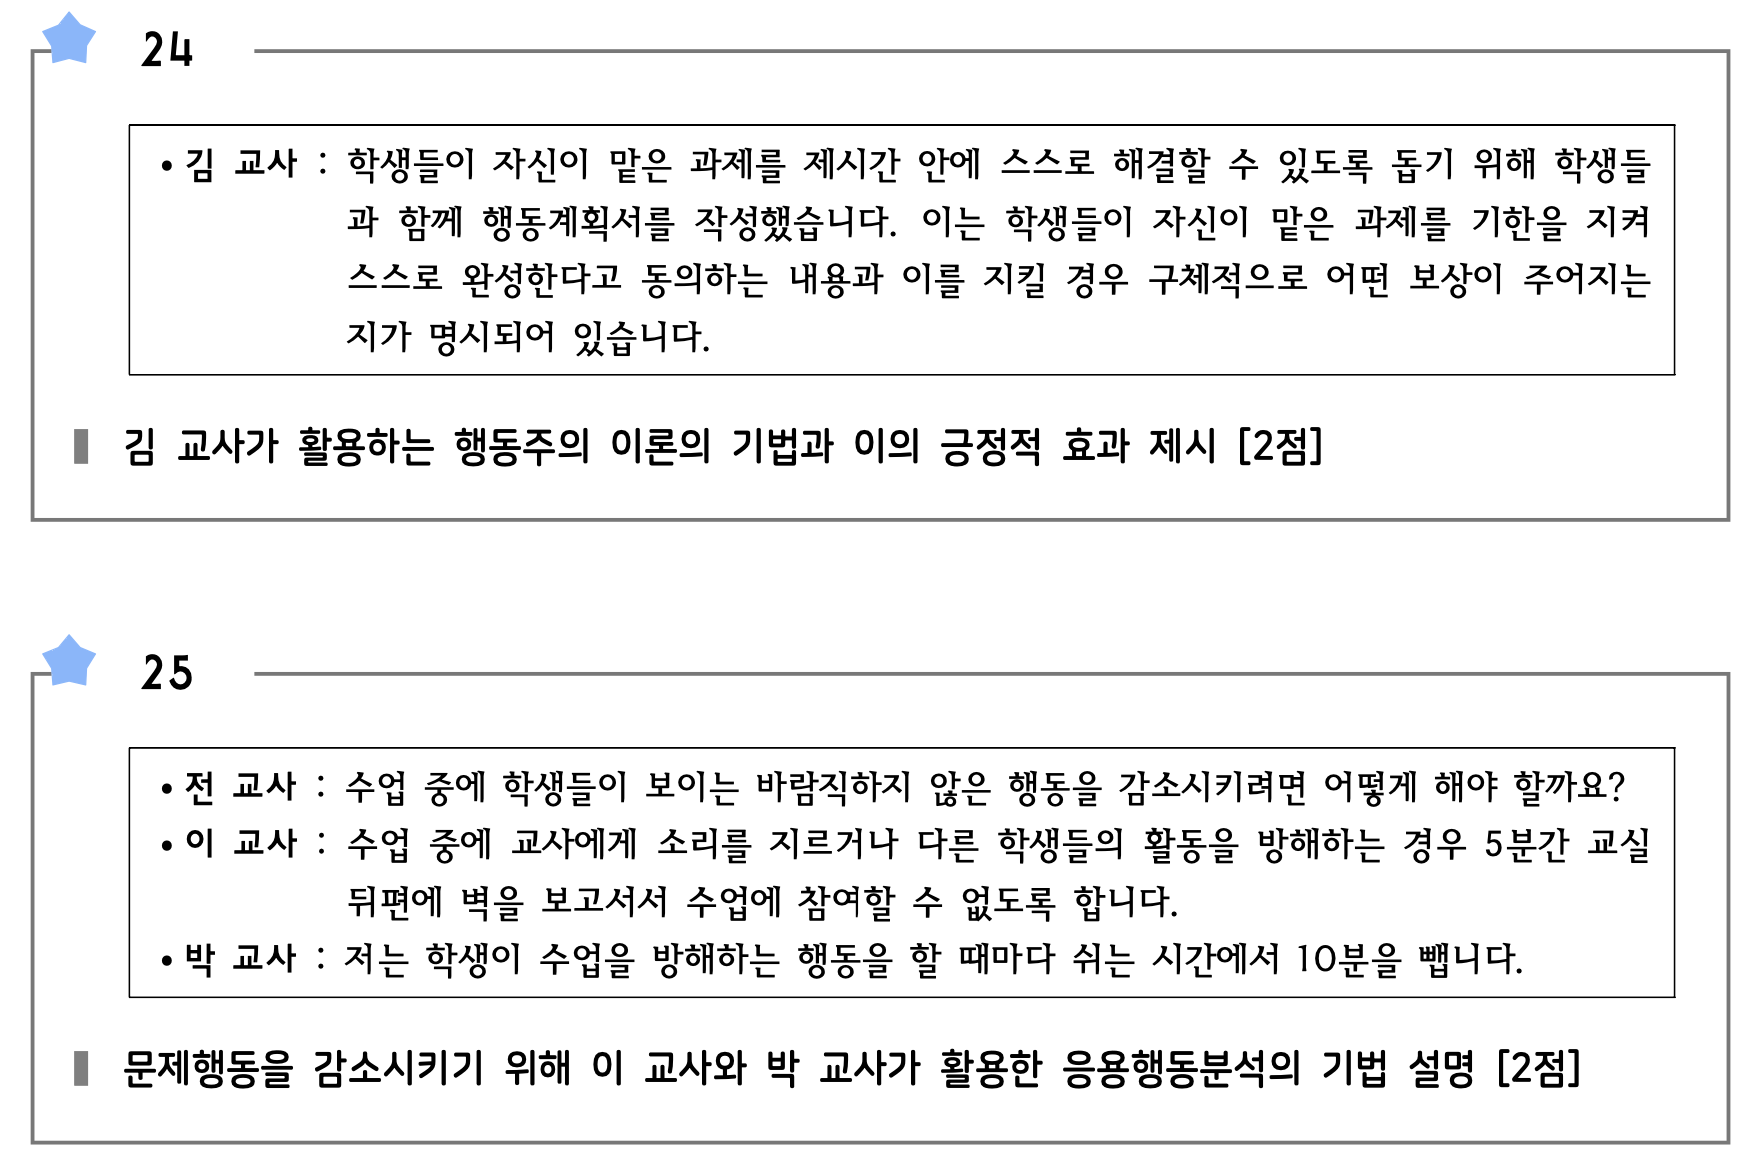 24
• 김 교사 : 학생들이 자신이 맡은 과제를 제시간 안에 스스로 해결할 수 있도록 돕기 위해 학생들
과 함께 행동계획서를 작성했습니다. 이는 학생들이 자신이 맡은 과제를 기한을 지켜
스스로 완성한다고 동의하는 내용과 이를 지킬 경우 구체적으로 어떤 보상이 주어지는
지가 명시되어 있습니다.
김 교사가 활용하는 행동주의 이론의 기법과 이의 긍정적 효과 제시 [2점]
25
• 전 교사 : 수업 중에 학생들이 보이는 바람직하지 않은 행동을 감소시키려면 어떻게 해야 할까요?
• 이 교사 : 수업 중에 교사에게 소리를 지르거나 다른 학생들의 활동을 방해하는 경우 5분간 교실
뒤편에 벽을 보고서서 수업에 참여할 수 없도록 합니다.
• 박 교사 : 저는 학생이 수업을 방해하는 행동을 할 때마다 쉬는 시간에서 10분을 뺍니다.
문제행동을 감소시키기 위해 이 교사와 박 교사가 활용한 응용행동분석의 기법 설명 [2점]